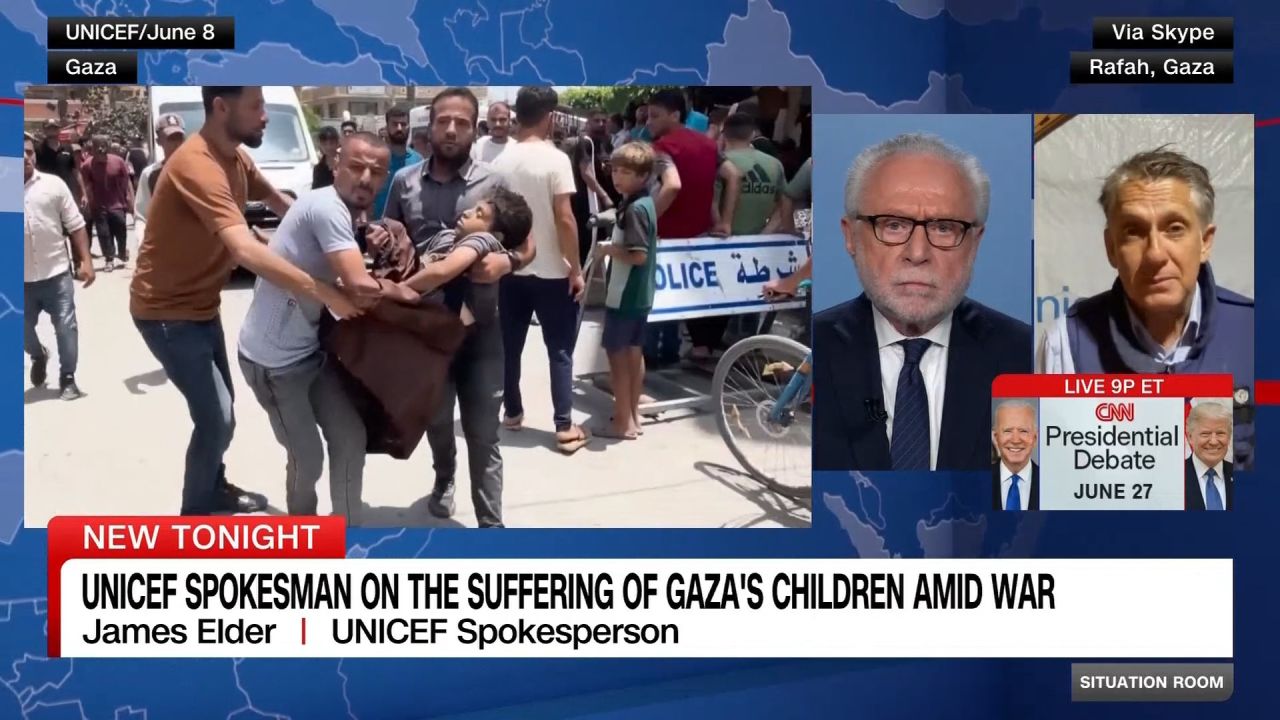 UNICEF/June 8
Gaza
Via Skype
Rafah, Gaza
adidas
OLICE شرطة
LIVE 9P ET
CNN
Presidential
Debate
JUNE 27
NEW TONIGHT
UNICEF SPOKESMAN ON THE SUFFERING OF GAZA'S CHILDREN AMID WAR
James Elder | UNICEF Spokesperson
SITUATION ROOM